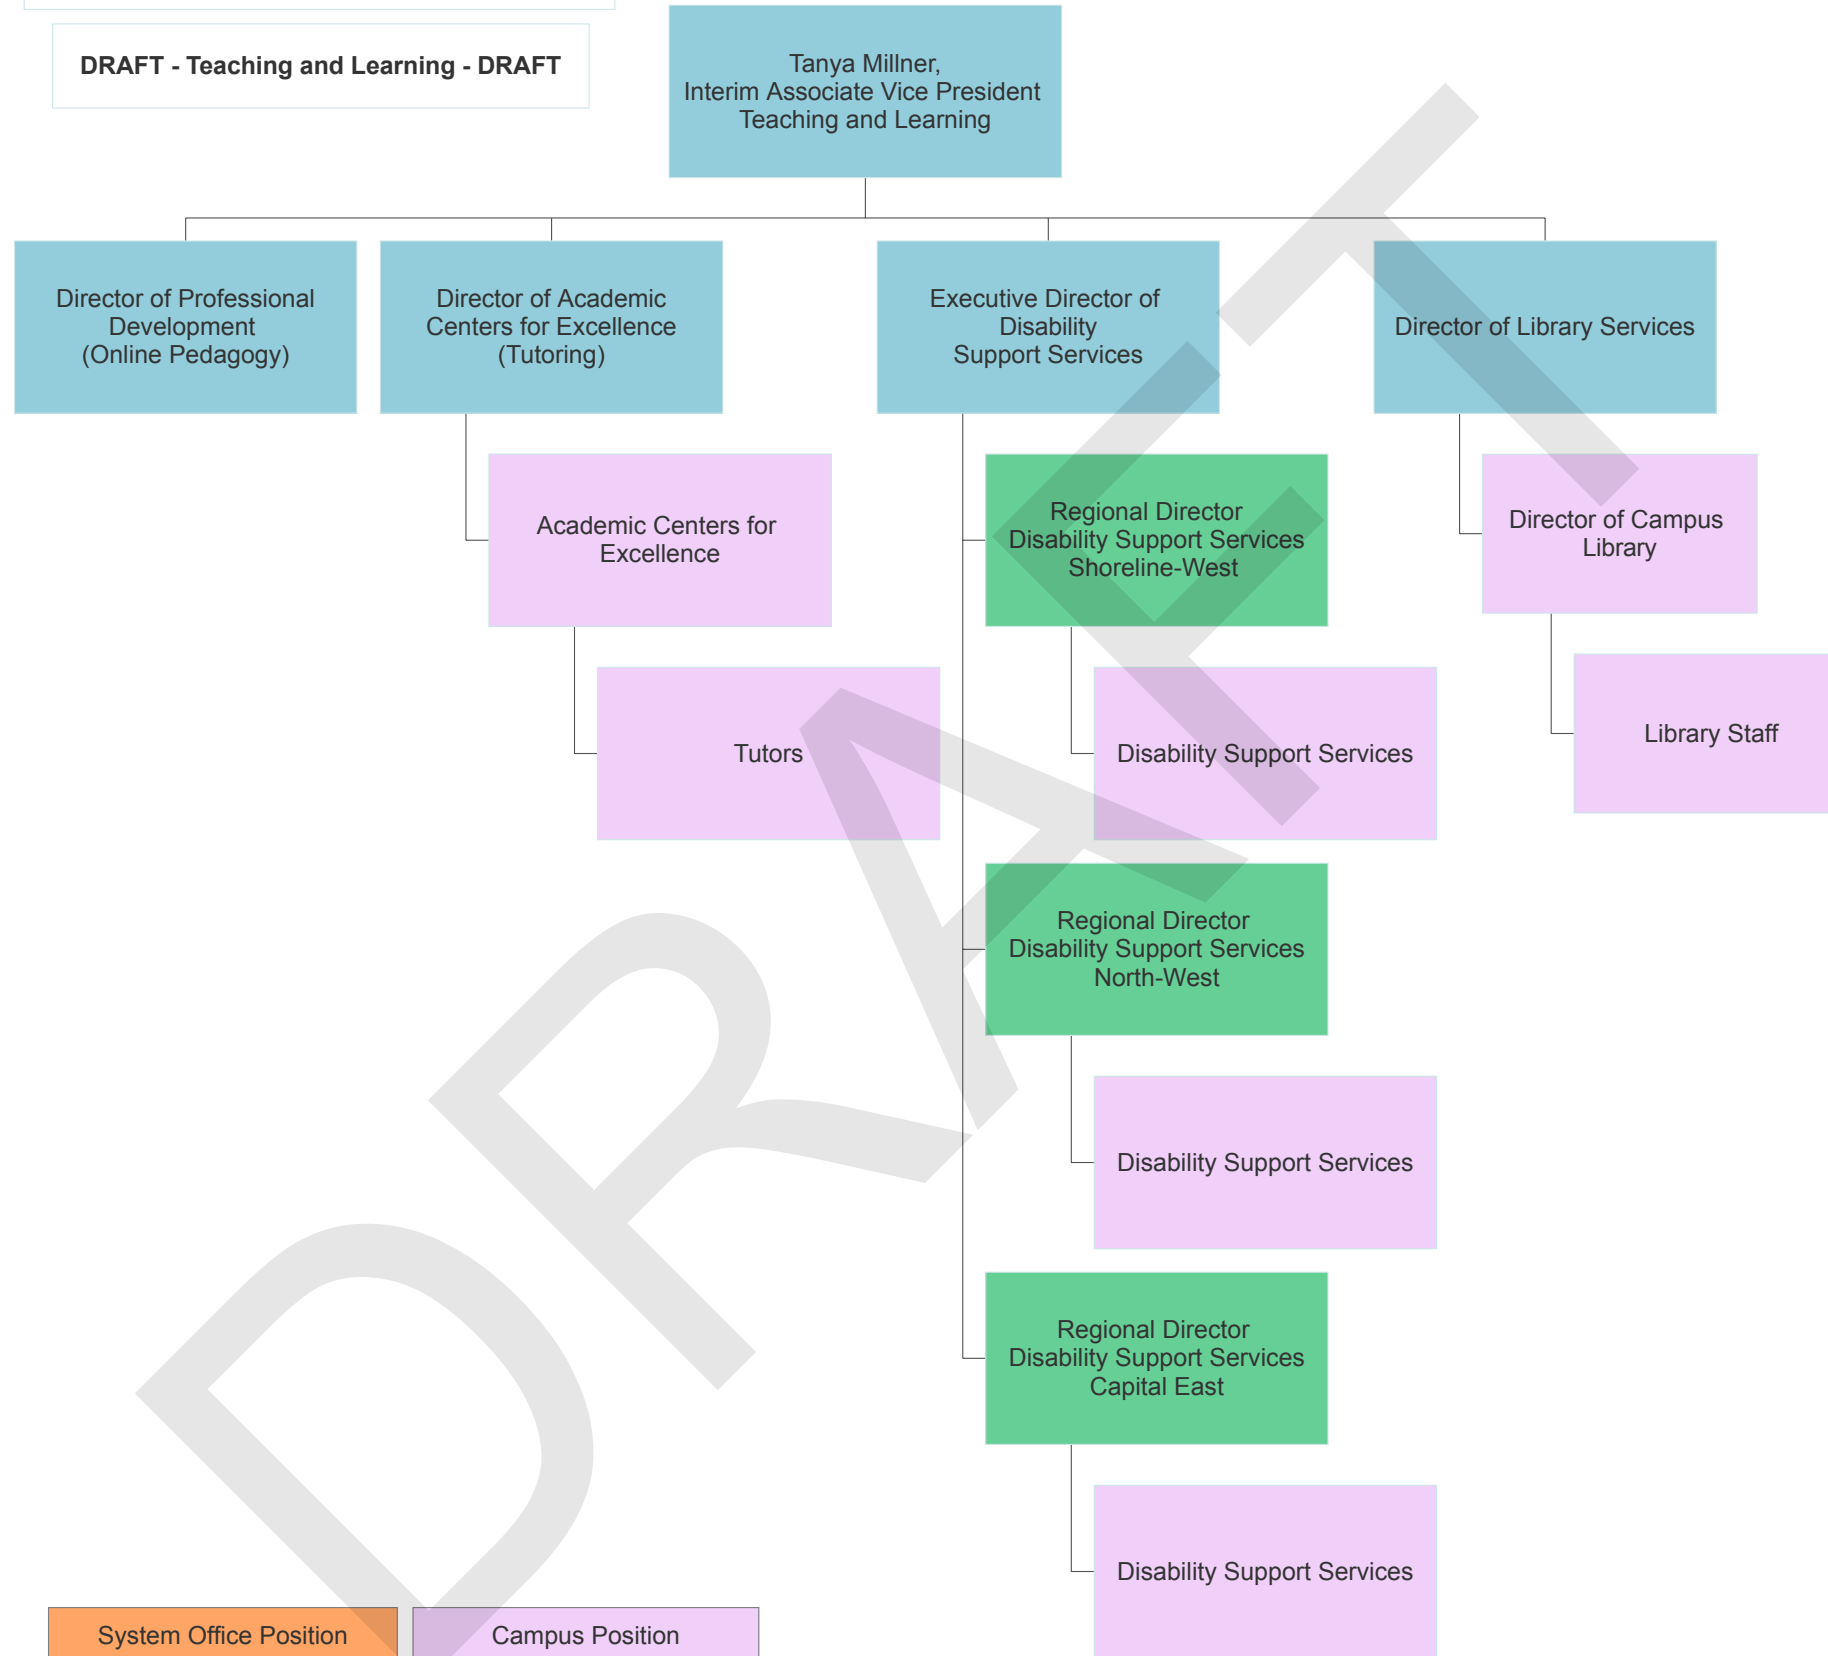 DRAFT - Teaching and Learning - DRAFT
Tanya Millner,
Interim Associate Vice President
Teaching and Learning
Director of Professional
Development
(Online Pedagogy)
Director of Academic
Centers for Excellence
(Tutoring)
Executive Director of
Disability
Support Services
Director of Library Services
Academic Centers for
Excellence
Regional Director
Disability Support Services
Shoreline-West
Director of Campus
Library
Tutors
Disability Support Services
Library Staff
Regional Director
Disability Support Services
North-West
Disability Support Services
Regional Director
Disability Support Services
Capital East
Disability Support Services
System Office Position
Campus Position
DRAFT